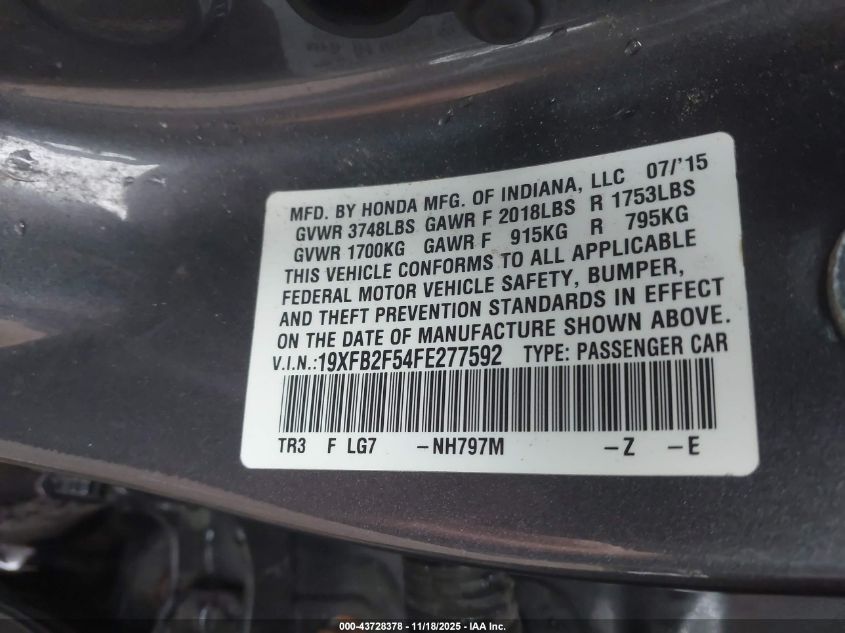 MFD. BY HONDA MFG. OF INDIANA, LLC 07/'15
GVWR 3748LBS GAWR F 2018LBS R 1753LBS
GVWR 1700KG GAWR F 915KG R 795KG
THIS VEHICLE CONFORMS TO ALL APPLICABLE
FEDERAL MOTOR VEHICLE SAFETY, BUMPER,
AND THEFT PREVENTION STANDARDS IN EFFECT
ON THE DATE OF MANUFACTURE SHOWN ABOVE.
V.I.N.:19XFB2F54FE277592 TYPE: PASSENGER CAR
TR3 F LG7 -NH797M -Z -E
000-43728378 - 11/18/2025 - IAA Inc.